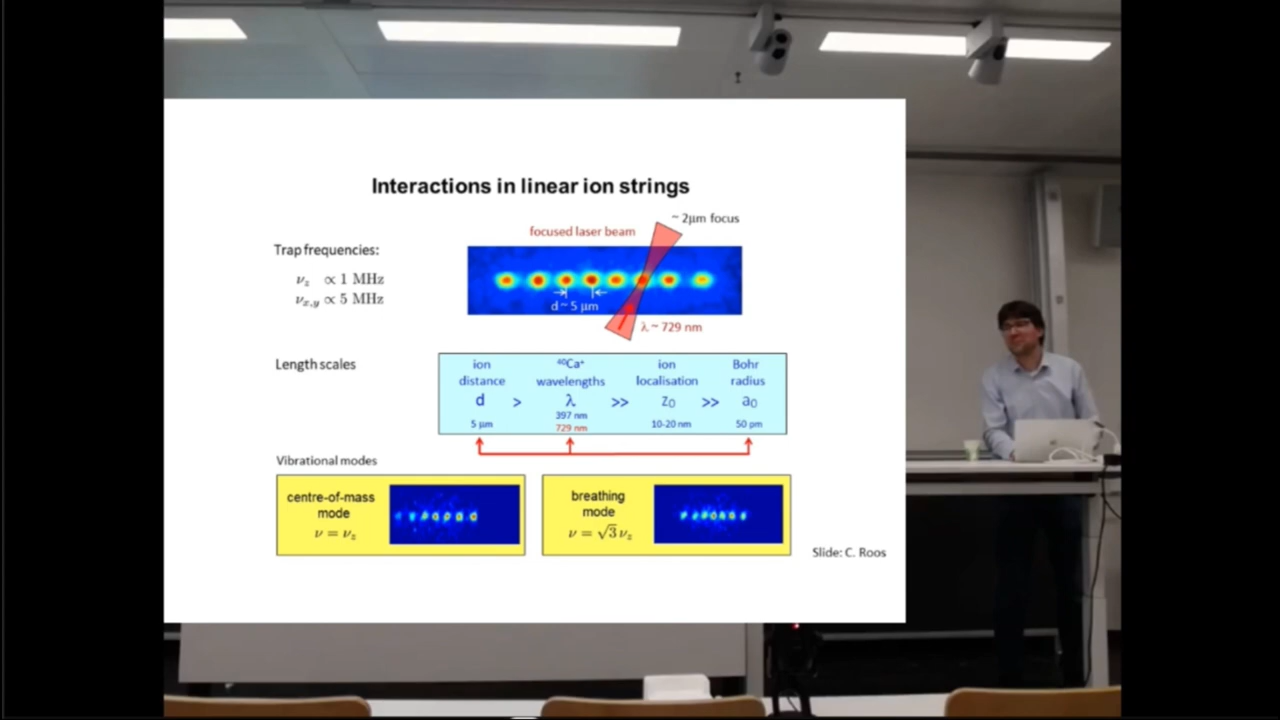 Interactions in linear ion strings
~ 2μm focus
focused laser beam
Trap frequencies:
ν_z ∝ 1 MHz
ν_{x,y} ∝ 5 MHz
d ~ 5 μm
λ ~ 729 nm
Length scales
ion distance
⁴⁰Ca⁺ wavelengths
ion localisation
Bohr radius
d > λ >> z₀ >> a₀
397 nm
5 μm 729 nm 10-20 nm 50 pm
Vibrational modes
centre-of-mass
mode
ν = ν_z
breathing
mode
ν = √3 ν_z
Slide: C. Roos